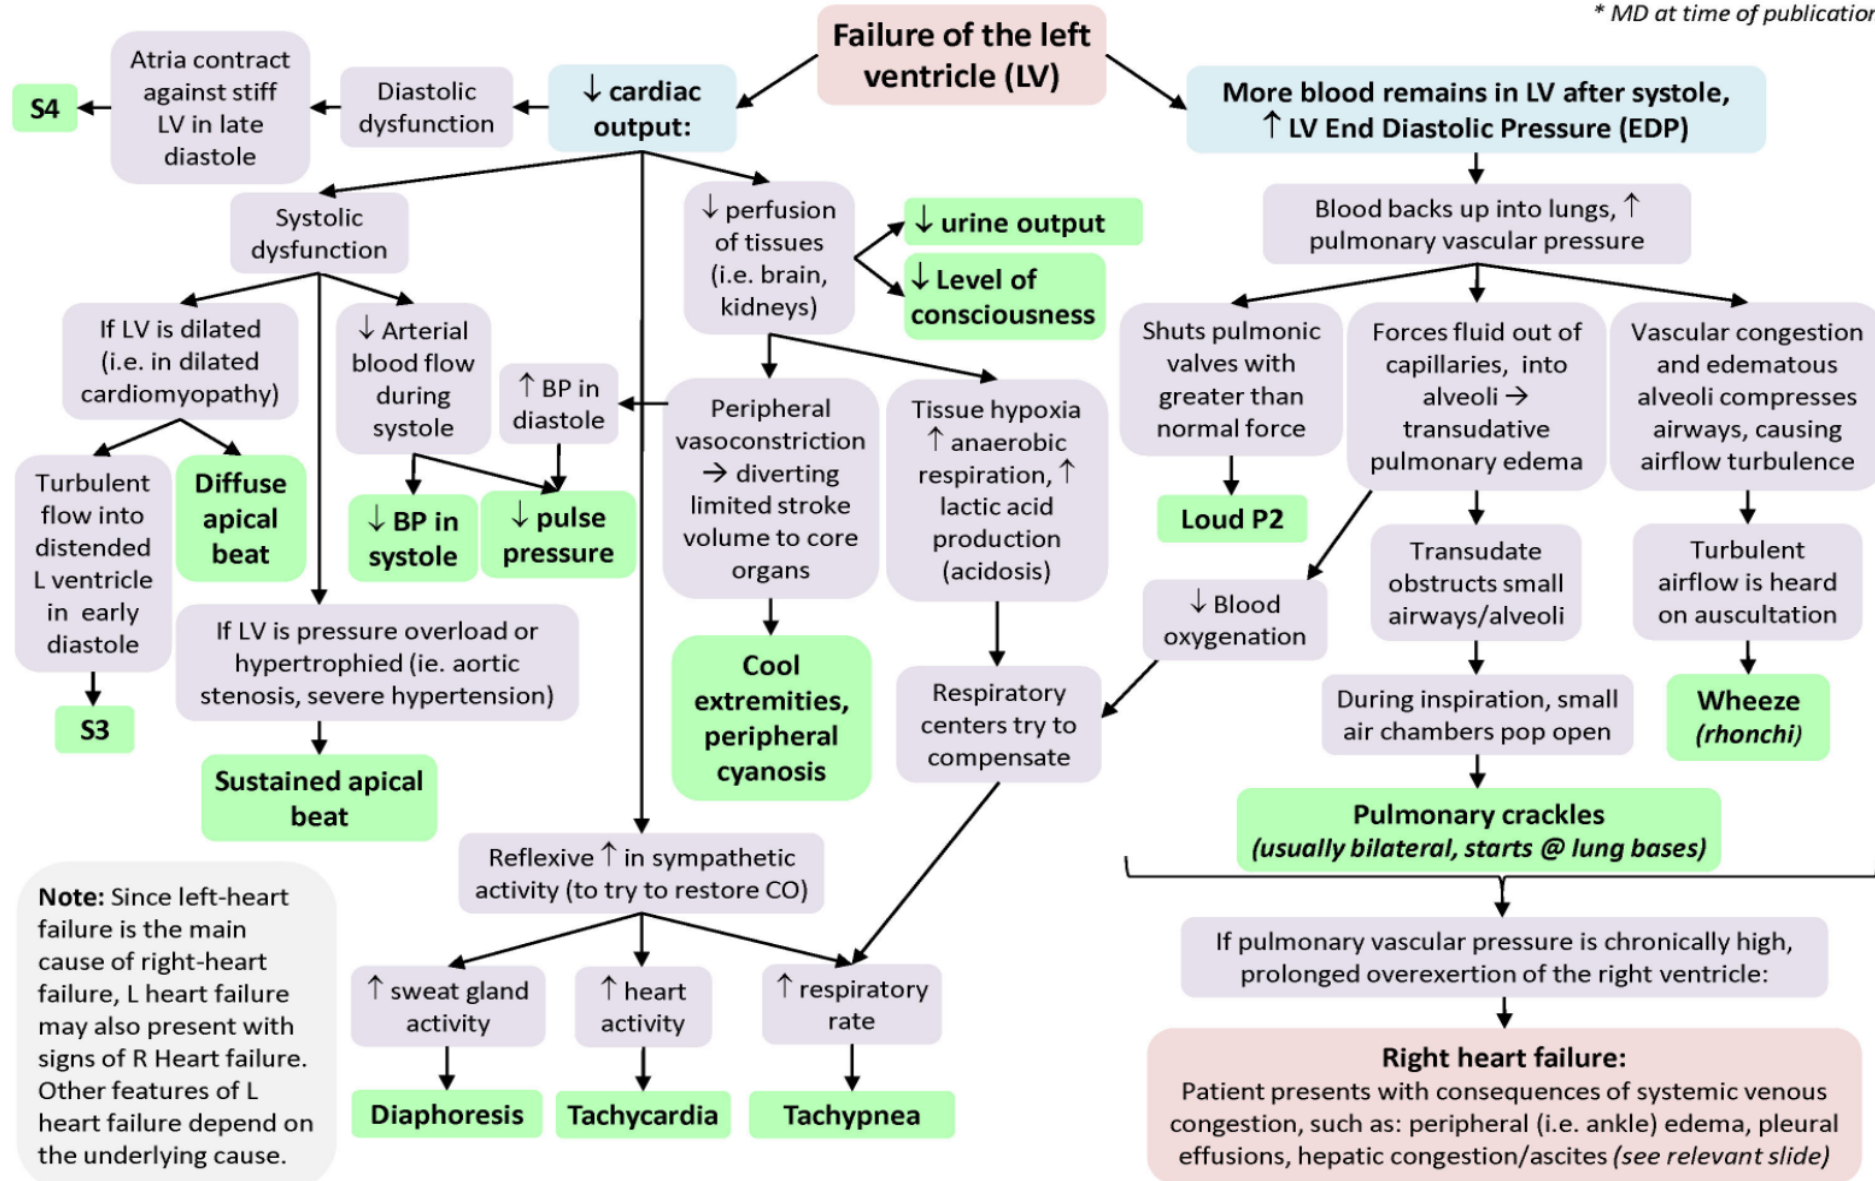 * MD at time of publication
Failure of the left
ventricle (LV)
S4
Atria contract
against stiff
LV in late
diastole
Diastolic
dysfunction
↓ cardiac
output:
More blood remains in LV after systole,
↑ LV End Diastolic Pressure (EDP)
Systolic
dysfunction
↓ perfusion
of tissues
(i.e. brain,
kidneys)
↓ urine output
↓ Level of
consciousness
Blood backs up into lungs, ↑
pulmonary vascular pressure
If LV is dilated
(i.e. in dilated
cardiomyopathy)
↓ Arterial
blood flow
during
systole
↑ BP in
diastole
Peripheral
vasoconstriction
→ diverting
limited stroke
volume to core
organs
Tissue hypoxia
↑ anaerobic
respiration, ↑
lactic acid
production
(acidosis)
Shuts pulmonic
valves with
greater than
normal force
Forces fluid out of
capillaries, into
alveoli →
transudative
pulmonary edema
Vascular congestion
and edematous
alveoli compresses
airways, causing
airflow turbulence
Turbulent
flow into
distended
L ventricle
in early
diastole
Diffuse
apical
beat
↓ BP in
systole
↓ pulse
pressure
Loud P2
Transudate
obstructs small
airways/alveoli
Turbulent
airflow is heard
on auscultation
↓ Blood
oxygenation
If LV is pressure overload or
hypertrophied (ie. aortic
stenosis, severe hypertension)
S3
Cool
extremities,
peripheral
cyanosis
Respiratory
centers try to
compensate
During inspiration, small
air chambers pop open
Wheeze
(rhonchi)
Sustained apical
beat
Pulmonary crackles
(usually bilateral, starts @ lung bases)
Reflexive ↑ in sympathetic
activity (to try to restore CO)
Note: Since left-heart
failure is the main
cause of right-heart
failure, L heart failure
may also present with
signs of R Heart failure.
Other features of L
heart failure depend on
the underlying cause.
↑ sweat gland
activity
↑ heart
activity
↑ respiratory
rate
If pulmonary vascular pressure is chronically high,
prolonged overexertion of the right ventricle:
Diaphoresis
Tachycardia
Tachypnea
Right heart failure:
Patient presents with consequences of systemic venous
congestion, such as: peripheral (i.e. ankle) edema, pleural
effusions, hepatic congestion/ascites (see relevant slide)